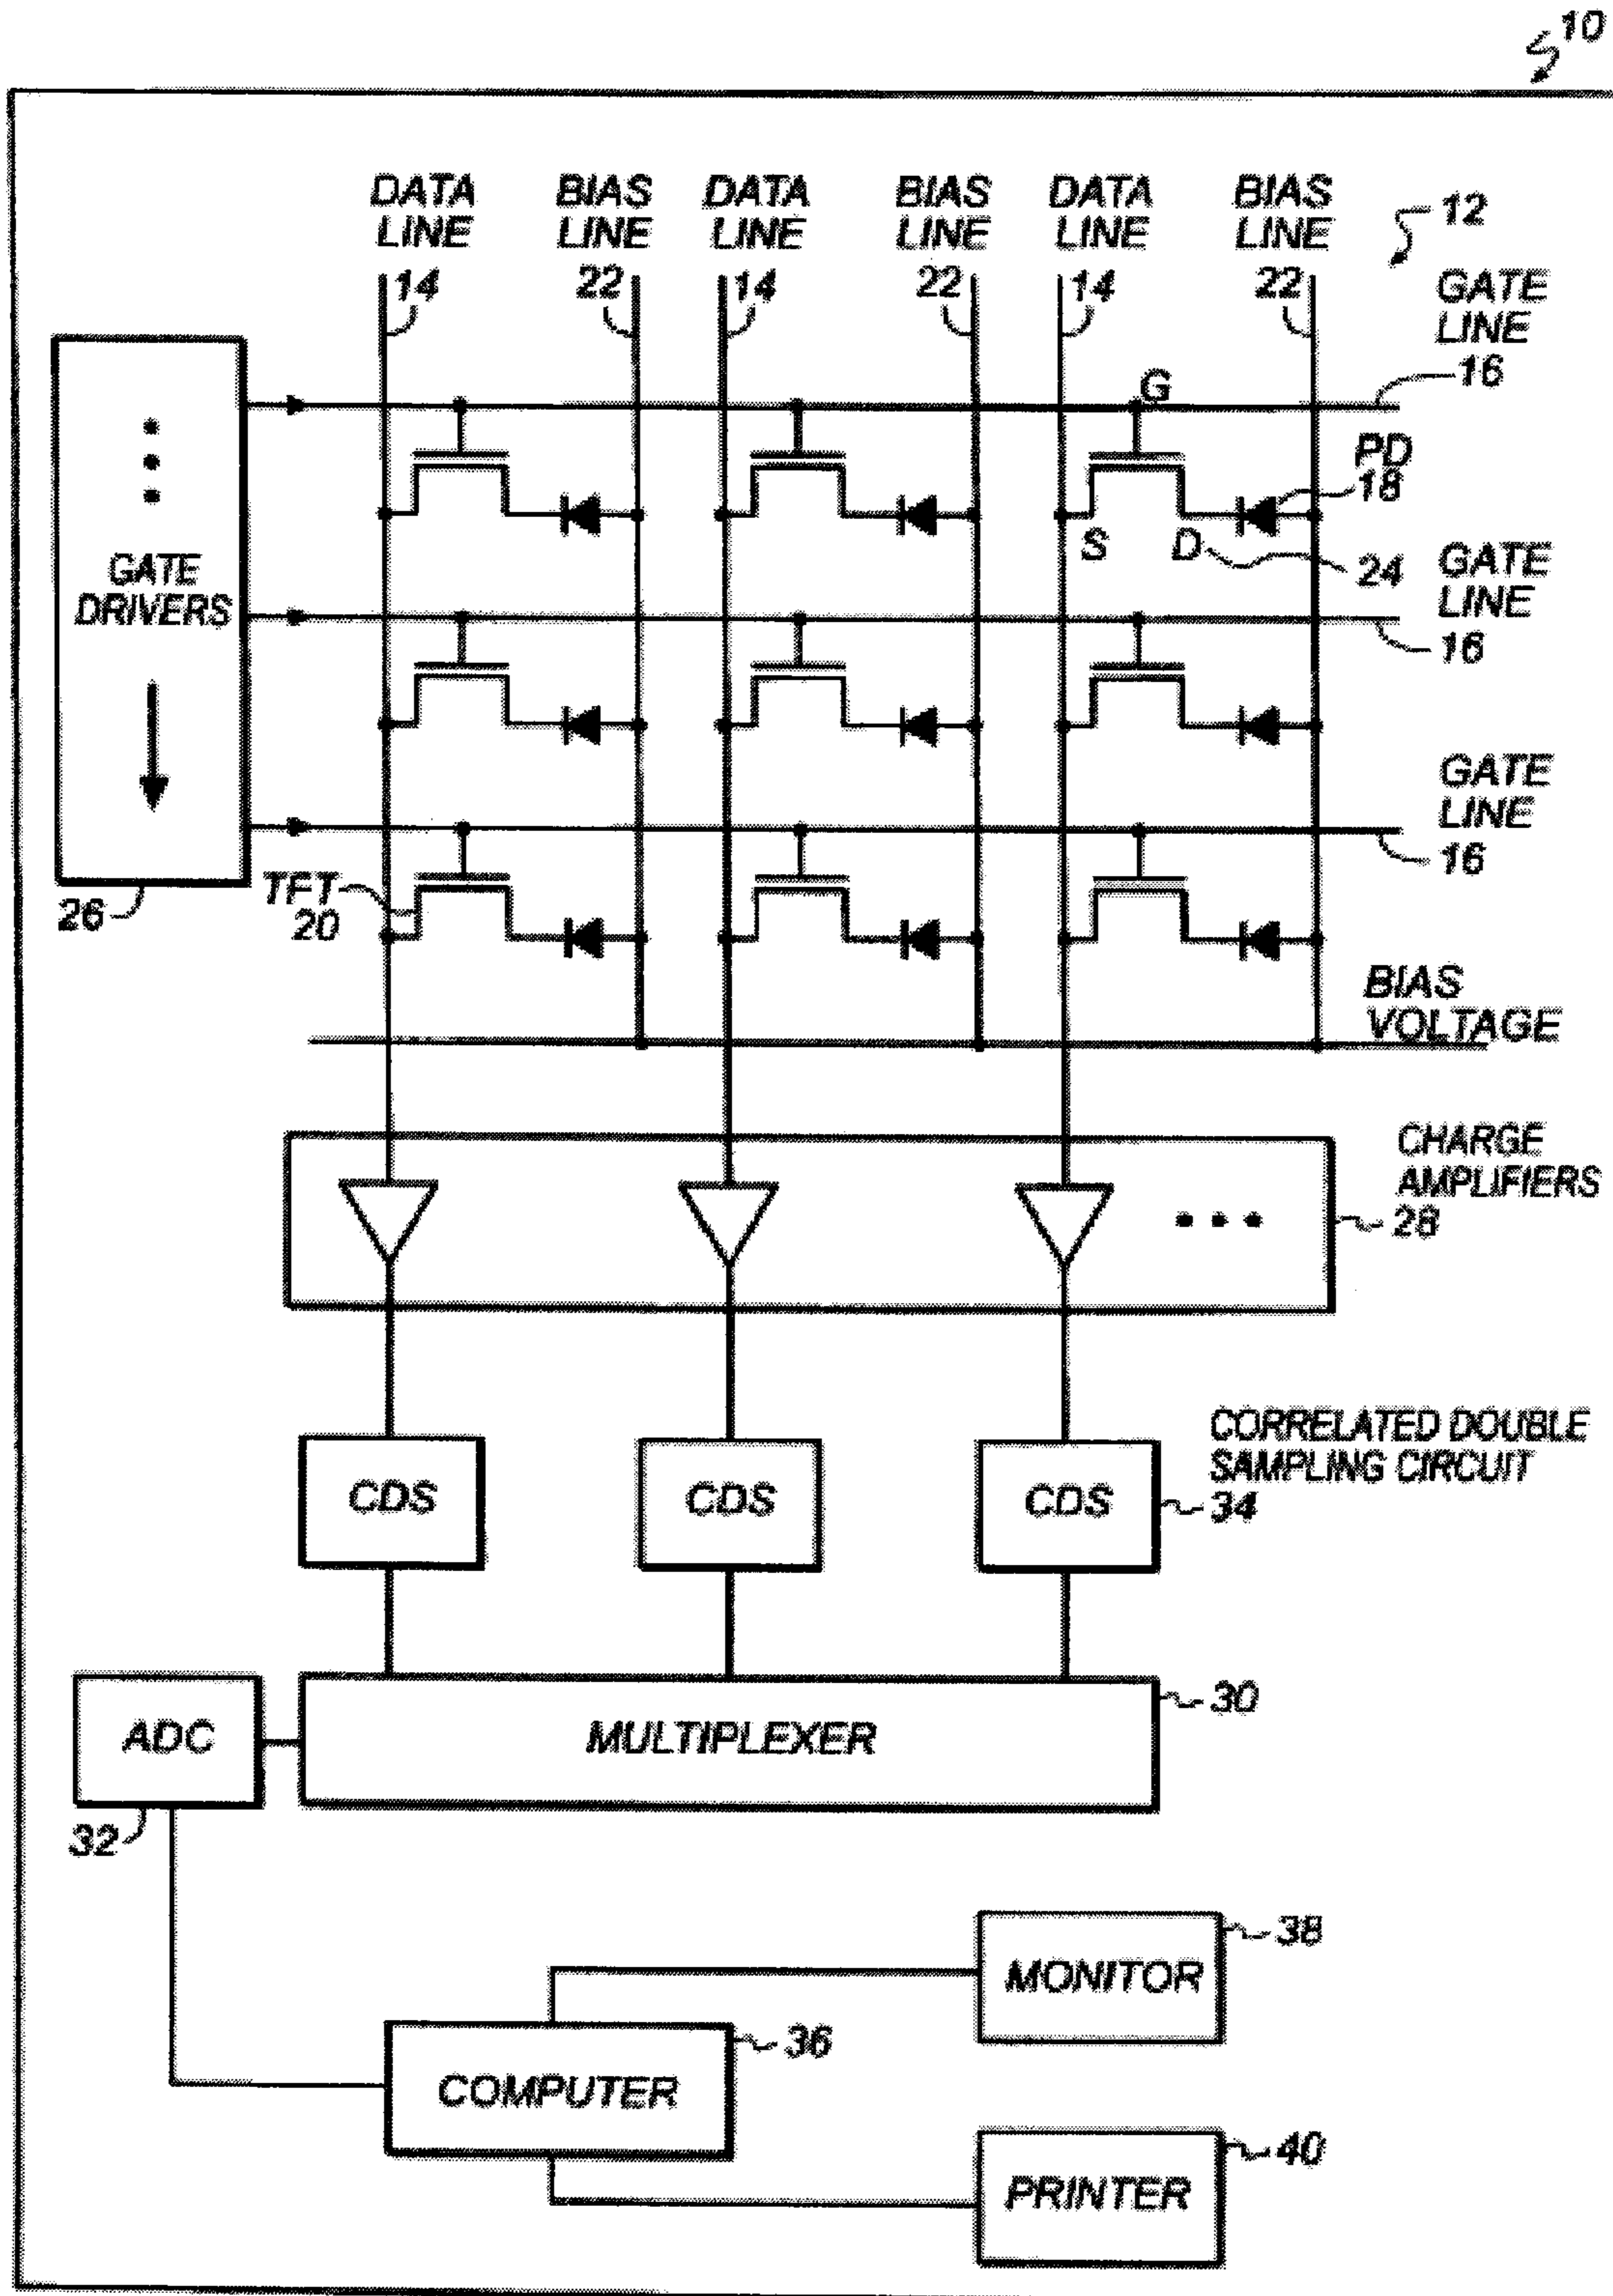 10
DATA LINE 14
BIAS LINE 22
DATA LINE 14
BIAS LINE 22
DATA LINE 14
BIAS LINE 22
12
GATE LINE 16
G
PD 18
S
D
24
GATE DRIVERS
26
GATE LINE 16
GATE LINE 16
TFT 20
BIAS VOLTAGE
CHARGE AMPLIFIERS 28
CORRELATED DOUBLE SAMPLING CIRCUIT 34
CDS
CDS
CDS
30
ADC
MULTIPLEXER
32
38
MONITOR
36
COMPUTER
40
PRINTER